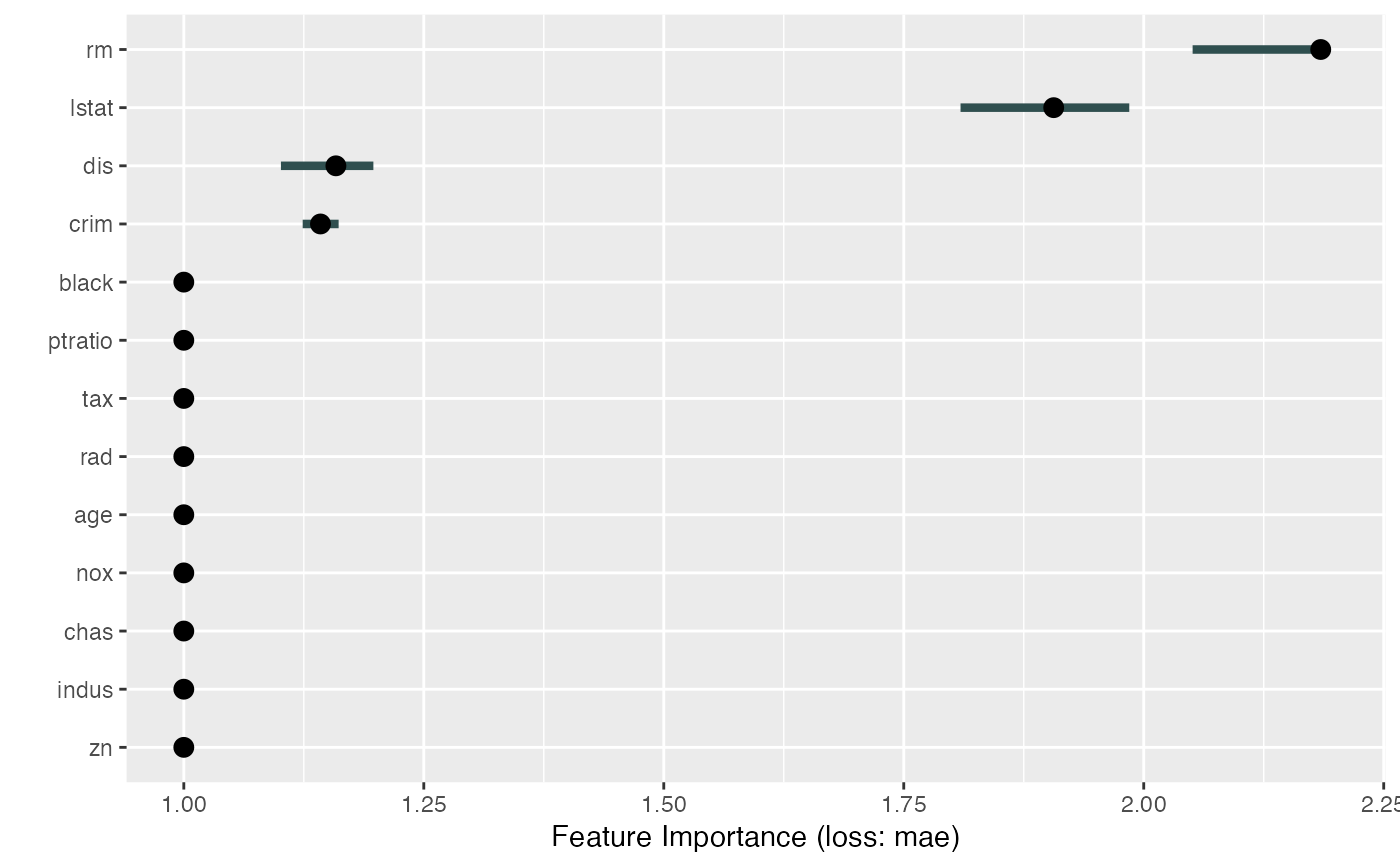 rm
lstat
dis
crim
black
ptratio
tax
rad
age
nox
chas
indus
zn
1.00 1.25 1.50 1.75 2.00 2.25
Feature Importance (loss: mae)